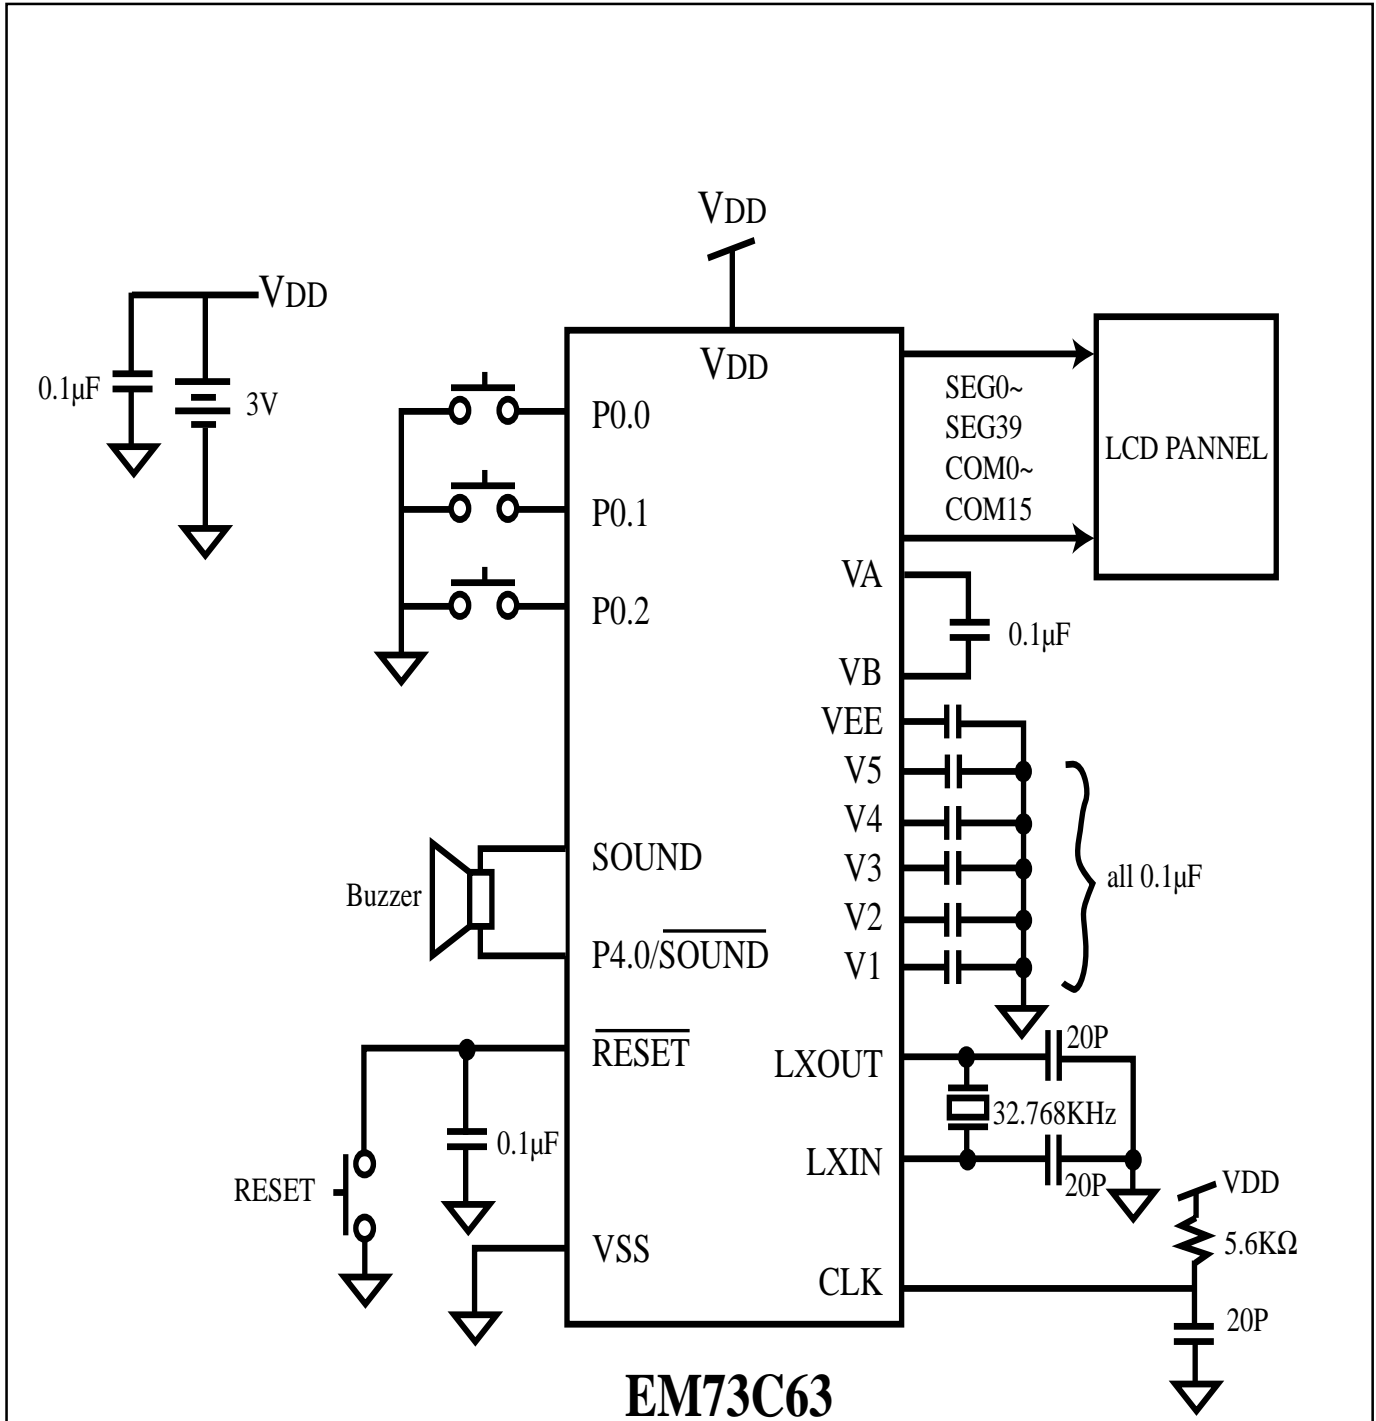 VDD
VDD
0.1µF
3V
VDD
P0.0
P0.1
P0.2
SEG0~
SEG39
COM0~
COM15
LCD PANNEL
VA
0.1µF
VB
VEE
V5
V4
V3
V2
V1
all 0.1µF
SOUND
Buzzer
P4.0/SOUND
RESET
0.1µF
RESET
VSS
LXOUT
20P
32.768KHz
LXIN
20P
VDD
5.6KΩ
CLK
20P
EM73C63